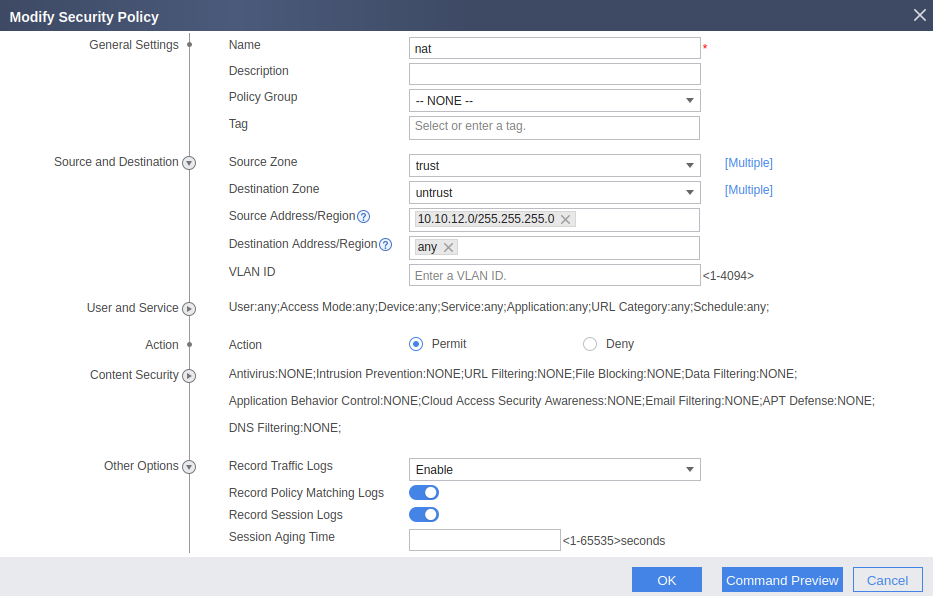 Modify Security Policy
General Settings
Name
nat
*
Description
Policy Group
-- NONE --
Tag
Select or enter a tag.
Source and Destination
Source Zone
trust
[Multiple]
Destination Zone
untrust
[Multiple]
Source Address/Region ?
10.10.12.0/255.255.255.0
Destination Address/Region ?
any
VLAN ID
Enter a VLAN ID.
<1-4094>
User and Service
User:any;Access Mode:any;Device:any;Service:any;Application:any;URL Category:any;Schedule:any;
Action
Action
Permit
Deny
Content Security
Antivirus:NONE;Intrusion Prevention:NONE;URL Filtering:NONE;File Blocking:NONE;Data Filtering:NONE;
Application Behavior Control:NONE;Cloud Access Security Awareness:NONE;Email Filtering:NONE;APT Defense:NONE;
DNS Filtering:NONE;
Other Options
Record Traffic Logs
Enable
Record Policy Matching Logs
Record Session Logs
Session Aging Time
<1-65535>seconds
OK
Command Preview
Cancel